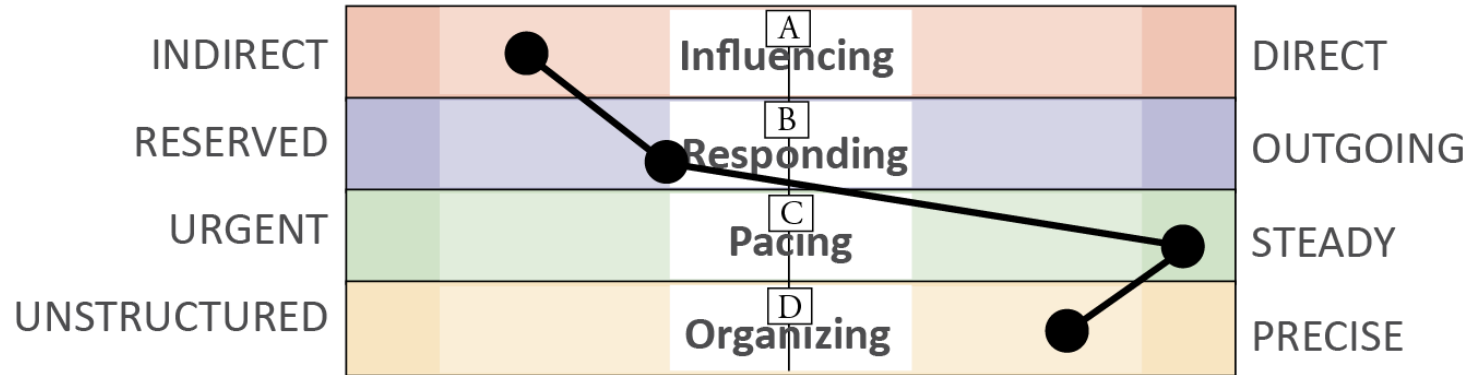 A
INDIRECT Influencing DIRECT
B
RESERVED Responding OUTGOING
C
URGENT Pacing STEADY
D
UNSTRUCTURED Organizing PRECISE